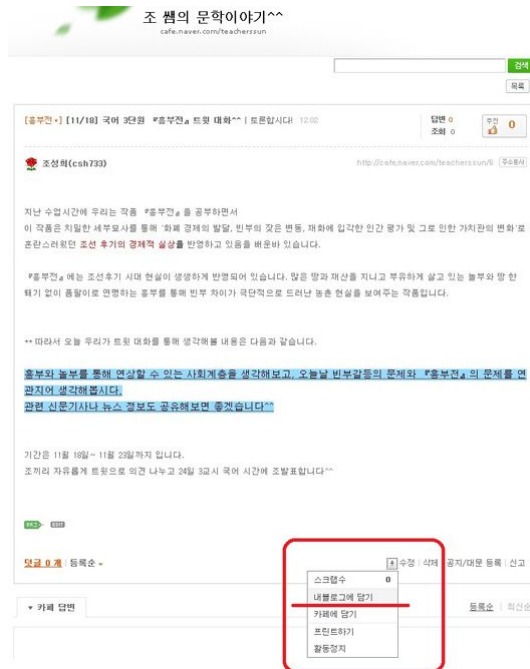 조 쌤의 문학이야기^^
cafe.naver.com/teacherssun
검색
목록
[흥부전▾] [11/18] 국어 3단원 『흥부전』 트윗 대화^^ | 토론합시다! 12:02
답변 0
조회 0
추천 0
조성희(csh733)
http://cafe.naver.com/teacherssun/6 주소복사
지난 수업시간에 우리는 작품 『흥부전』을 공부하면서
이 작품은 치밀한 세부묘사를 통해 '화폐 경제의 발달, 빈부의 잦은 변동, 재화에 입각한 인간 평가 및 그로 인한 가치관의 변화'로
혼란스러웠던 조선 후기의 경제적 실상을 반영하고 있음을 배운바 있습니다.
『흥부전』에는 조선후기 시대 현실이 생생하게 반영되어 있습니다. 많은 땅과 재산을 지니고 부유하게 살고 있는 놀부와 땅 한
뙈기 없이 품팔이로 연명하는 흥부를 통해 빈부 차이가 극단적으로 드러난 농촌 현실을 보여주는 작품입니다.
** 따라서 오늘 우리가 트윗 대화를 통해 생각해볼 내용은 다음과 같습니다.
흥부와 놀부를 통해 연상할 수 있는 사회계층을 생각해보고, 오늘날 빈부갈등의 문제와 『흥부전』의 문제를 연
관지어 생각해봅시다.
관련 신문기사나 뉴스 정보도 공유해보면 좋겠습니다^^
기간은 11월 18일~ 11월 23일까지 입니다.
조끼리 자유롭게 트윗으로 의견 나누고 24일 3교시 국어 시간에 조발표합니다^^
덧글 0 개 | 등록순
수정 | 삭제 | 공지/대문 등록 | 신고
스크랩수 0
내블로그에 담기
카페에 담기
프린트하기
활동정지
▾ 카페 답변
등록순 | 최신순